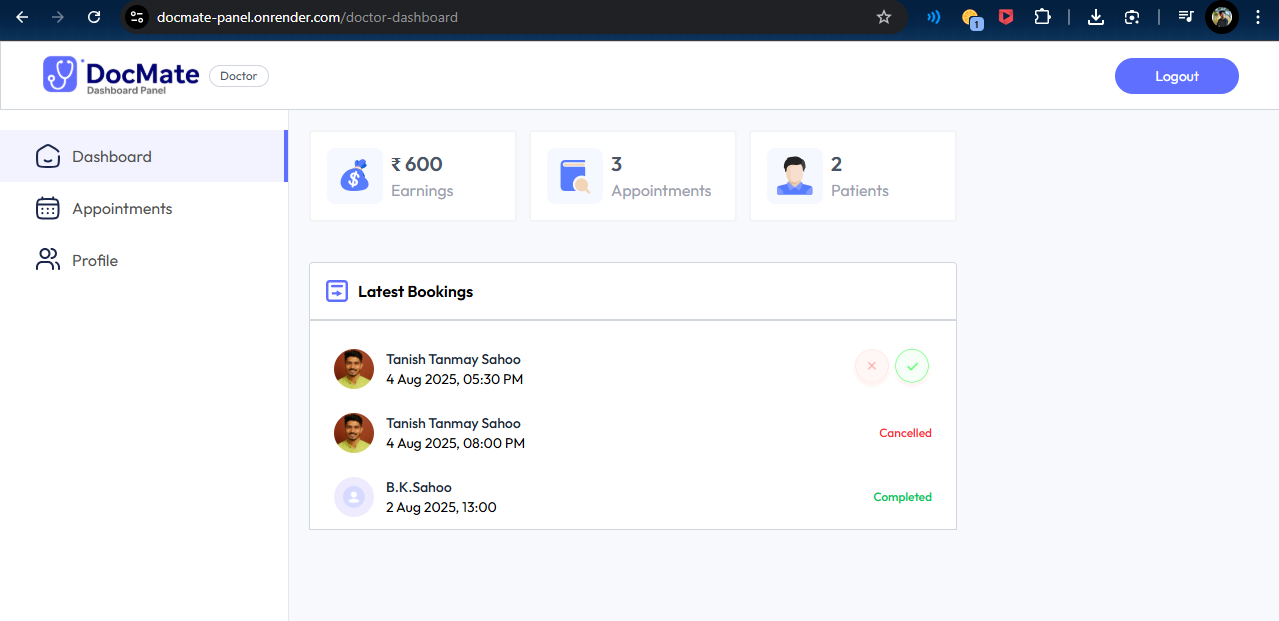 docmate-panel.onrender.com/doctor-dashboard
1
DocMate
Dashboard Panel
Doctor
Logout
Dashboard
Appointments
Profile
₹ 600
Earnings
3
Appointments
2
Patients
Latest Bookings
Tanish Tanmay Sahoo
4 Aug 2025, 05:30 PM
Tanish Tanmay Sahoo
4 Aug 2025, 08:00 PM
Cancelled
B.K.Sahoo
2 Aug 2025, 13:00
Completed